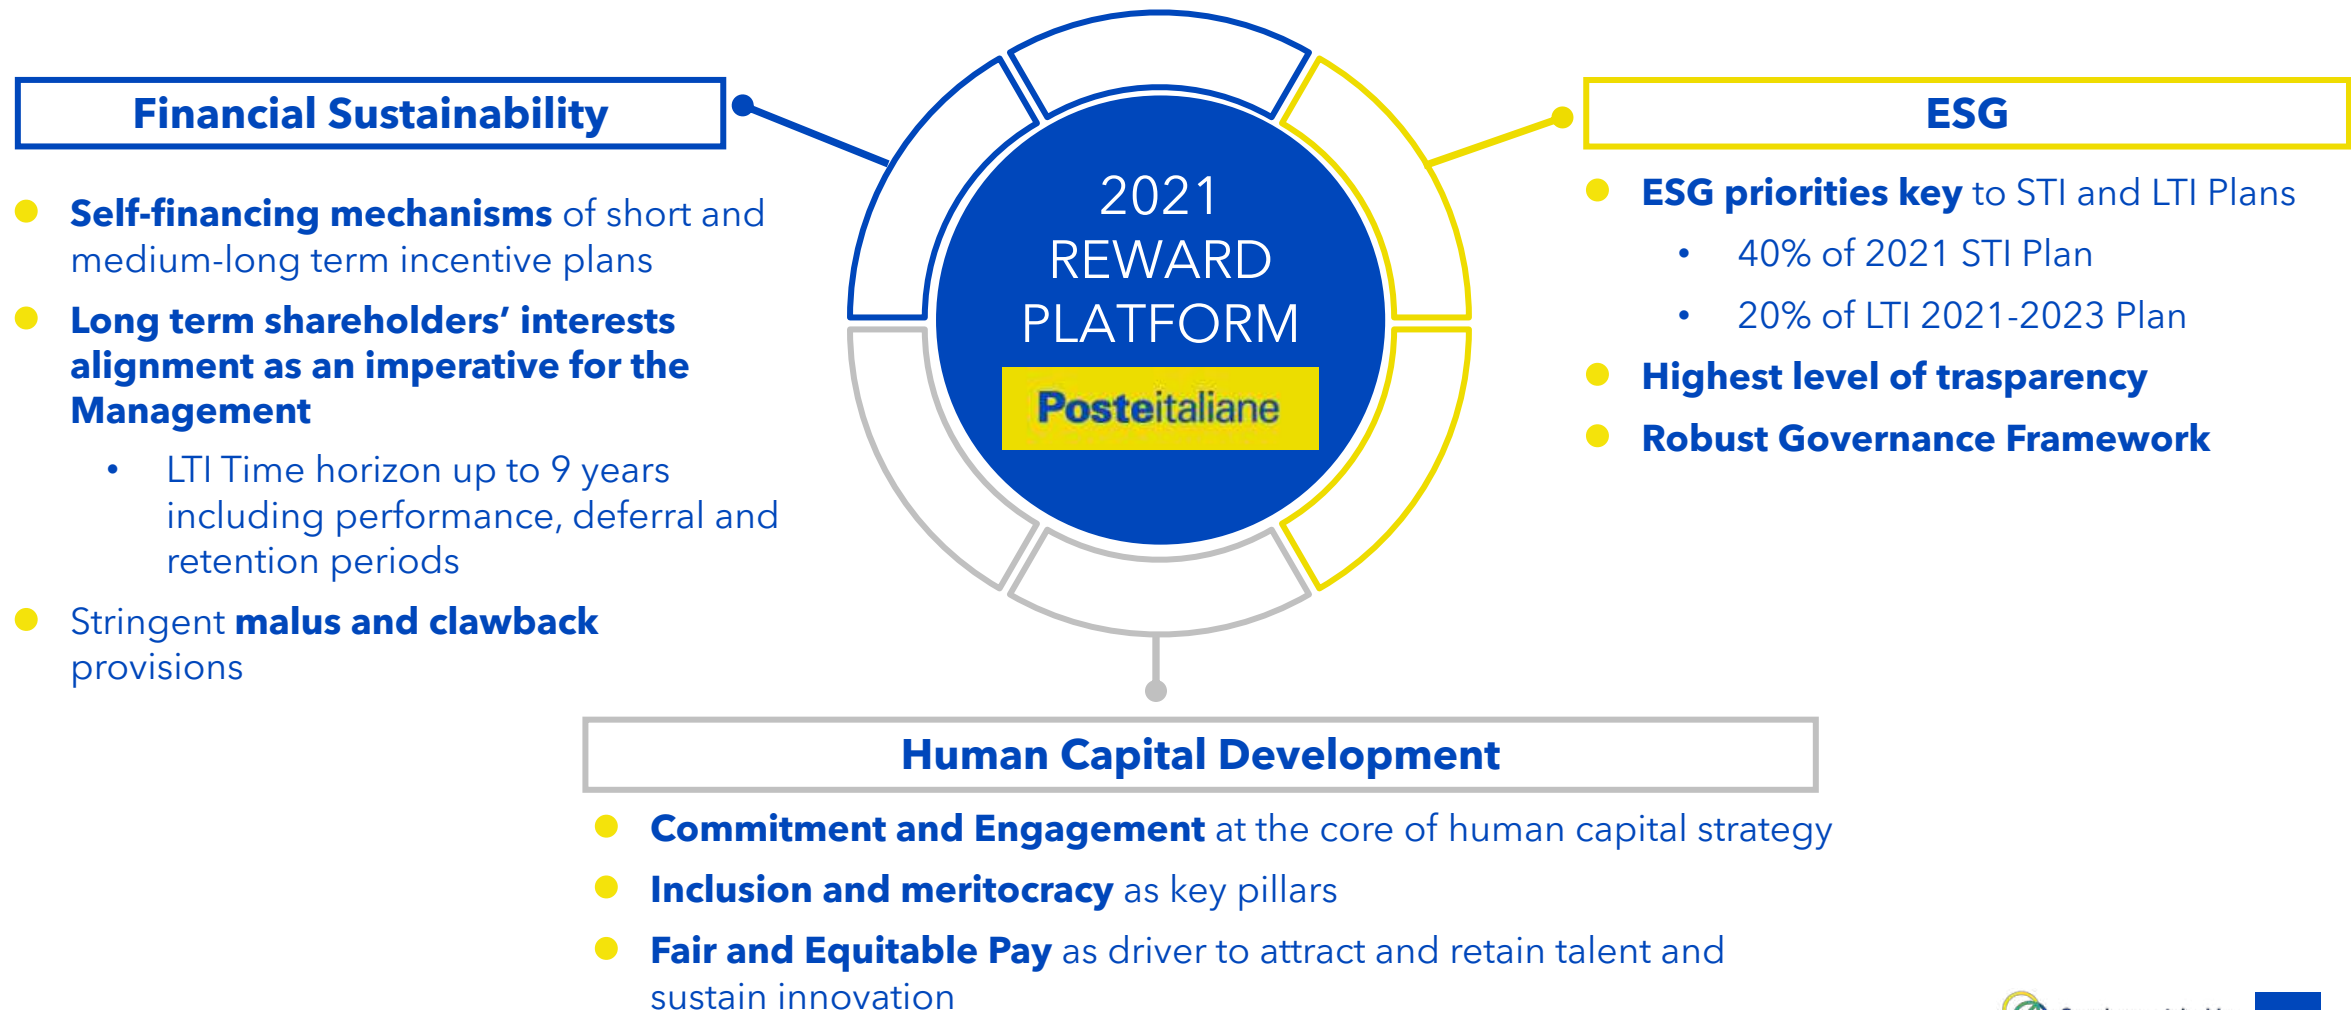 Financial Sustainability
Self-financing mechanisms of short and
medium-long term incentive plans
Long term shareholders’ interests
alignment as an imperative for the
Management
• LTI Time horizon up to 9 years
including performance, deferral and
retention periods
Stringent malus and clawback
provisions
2021
REWARD
PLATFORM
Posteitaliane
ESG
ESG priorities key to STI and LTI Plans
• 40% of 2021 STI Plan
• 20% of LTI 2021-2023 Plan
Highest level of trasparency
Robust Governance Framework
Human Capital Development
Commitment and Engagement at the core of human capital strategy
Inclusion and meritocracy as key pillars
Fair and Equitable Pay as driver to attract and retain talent and
sustain innovation